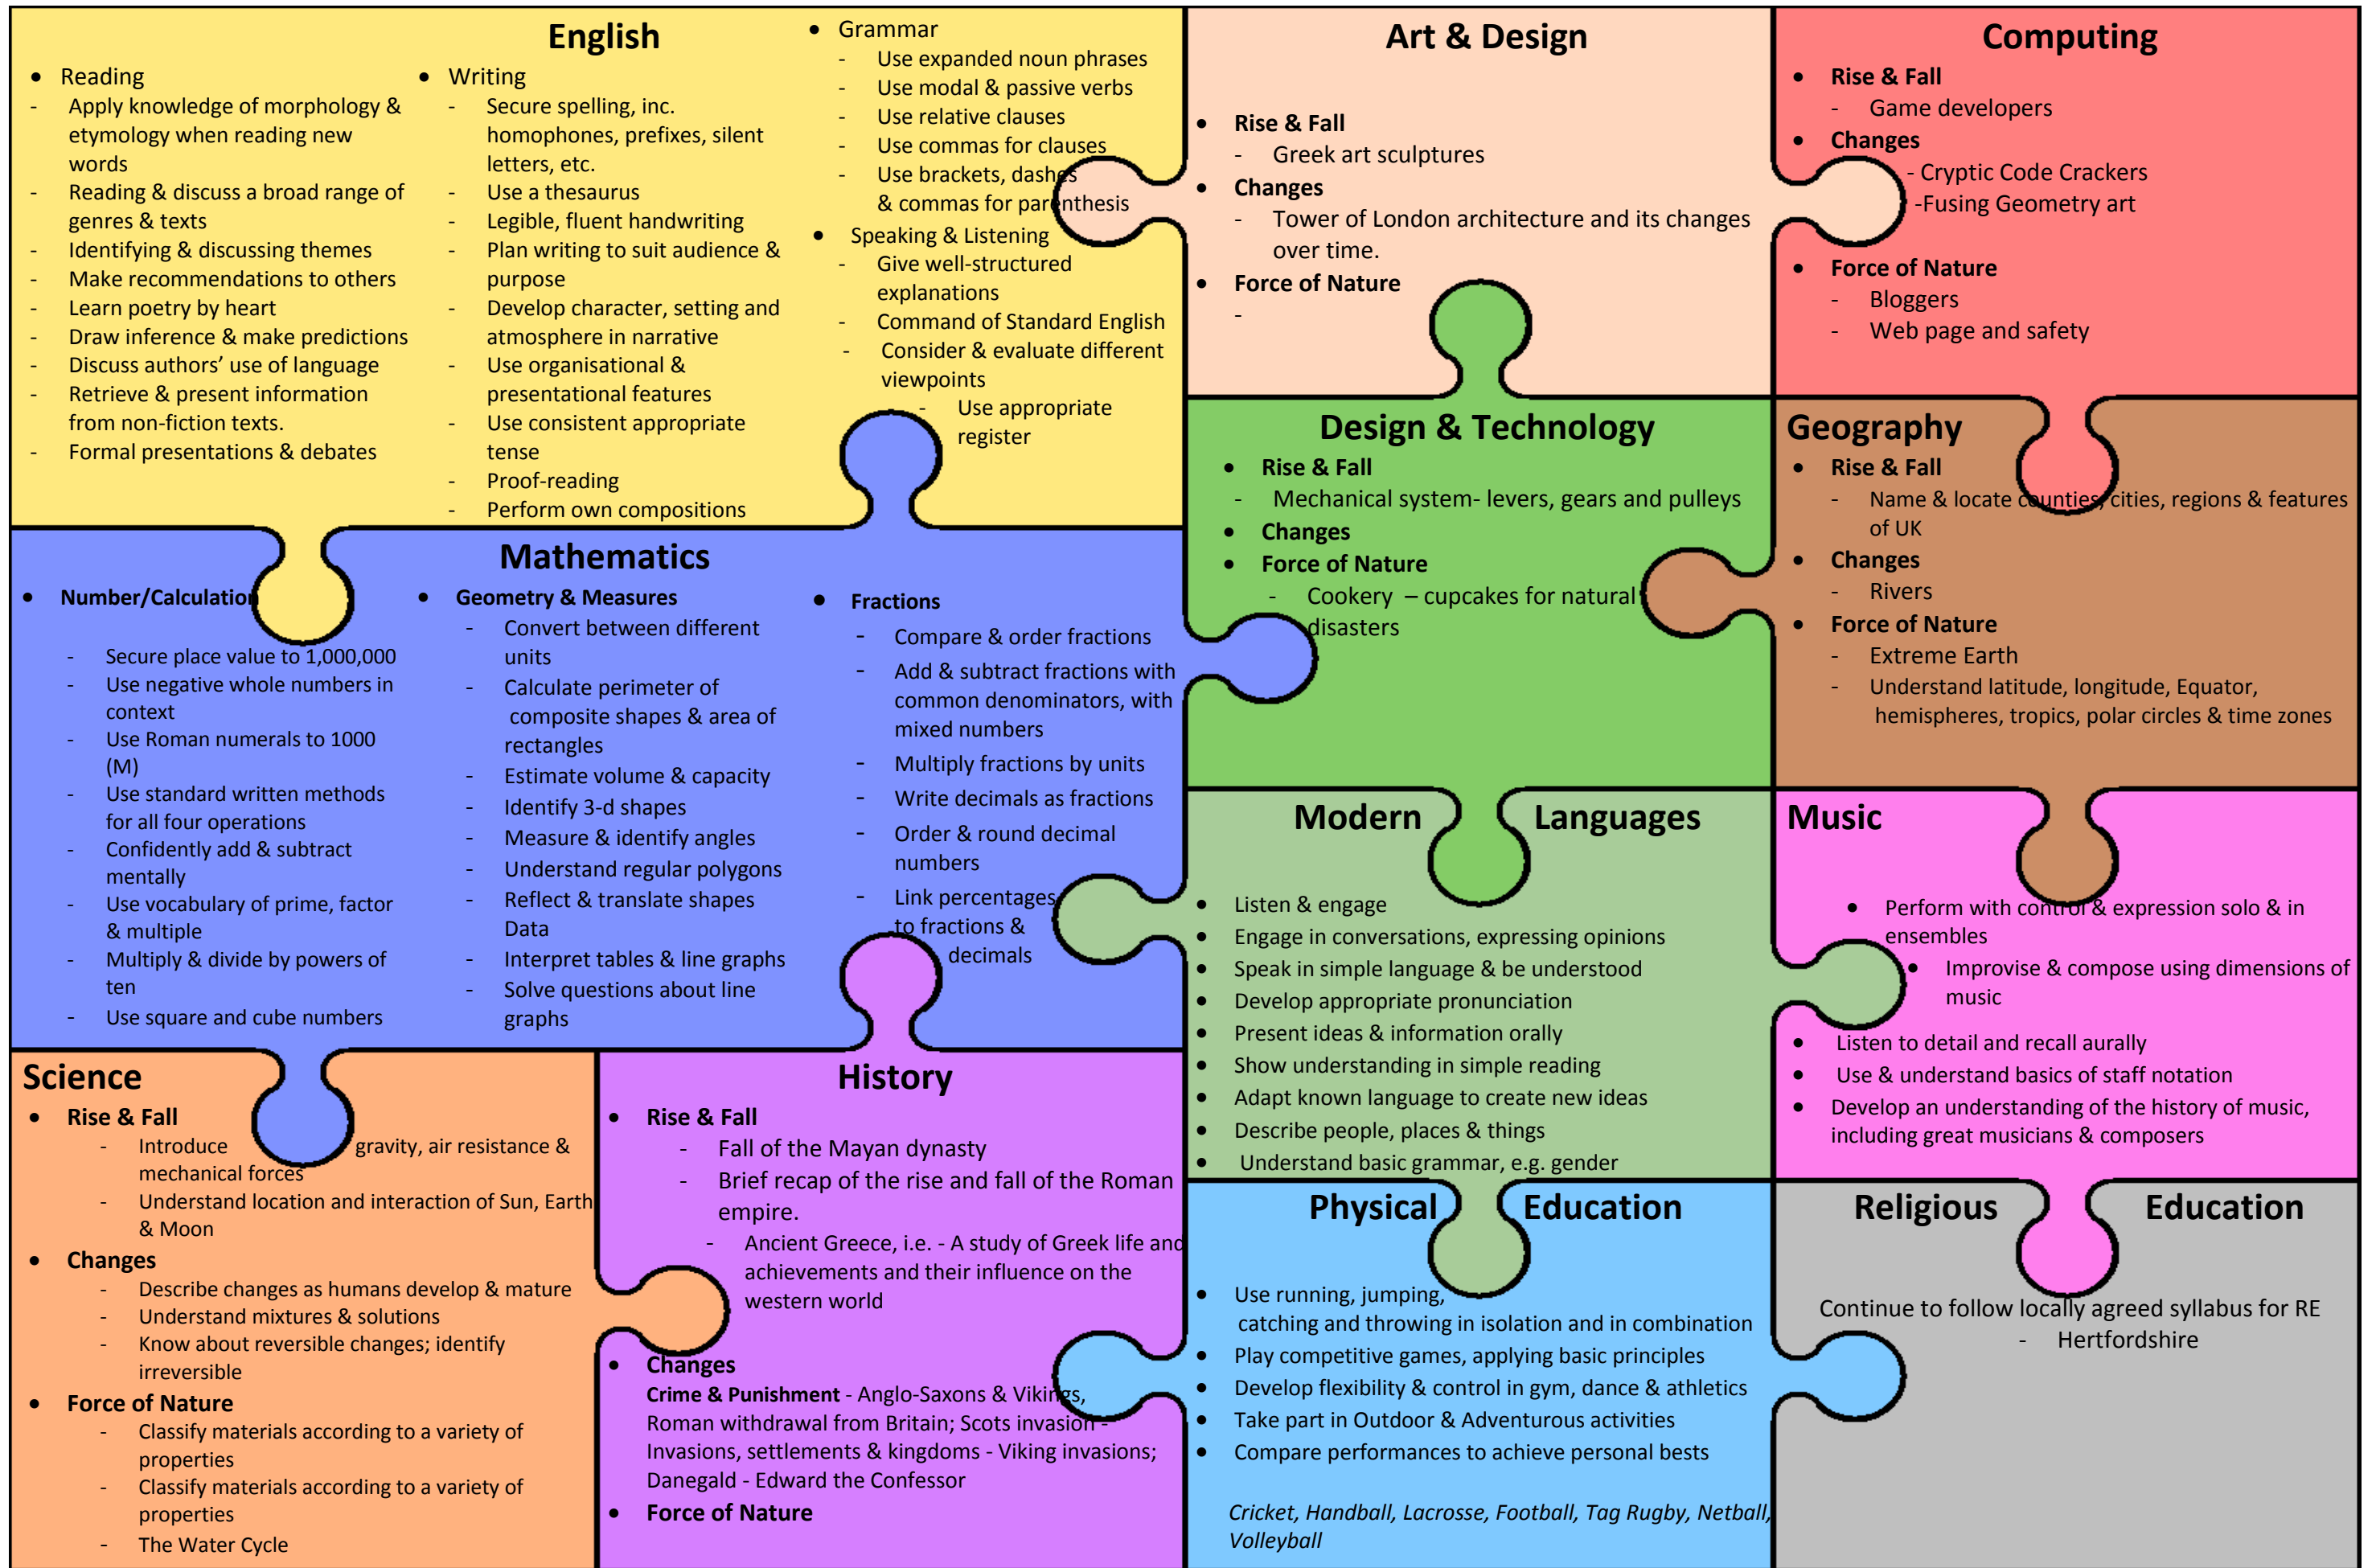 English
• Reading
- Apply knowledge of morphology &
etymology when reading new
words
- Reading & discuss a broad range of
genres & texts
- Identifying & discussing themes
- Make recommendations to others
- Learn poetry by heart
- Draw inference & make predictions
- Discuss authors’ use of language
- Retrieve & present information
from non-fiction texts.
- Formal presentations & debates
• Writing
- Secure spelling, inc.
homophones, prefixes, silent
letters, etc.
- Use a thesaurus
- Legible, fluent handwriting
- Plan writing to suit audience &
purpose
- Develop character, setting and
atmosphere in narrative
- Use organisational &
presentational features
- Use consistent appropriate
tense
- Proof-reading
- Perform own compositions
• Grammar
- Use expanded noun phrases
- Use modal & passive verbs
- Use relative clauses
- Use commas for clauses
- Use brackets, dashes
& commas for parenthesis
• Speaking & Listening
- Give well-structured
explanations
- Command of Standard English
- Consider & evaluate different
viewpoints
- Use appropriate
register
Art & Design
• Rise & Fall
- Greek art sculptures
• Changes
- Tower of London architecture and its changes
over time.
• Force of Nature
-
Computing
• Rise & Fall
- Game developers
• Changes
- Cryptic Code Crackers
-Fusing Geometry art
• Force of Nature
- Bloggers
- Web page and safety
Design & Technology
• Rise & Fall
- Mechanical system- levers, gears and pulleys
• Changes
• Force of Nature
- Cookery – cupcakes for natural
disasters
Geography
• Rise & Fall
- Name & locate counties, cities, regions & features
of UK
• Changes
- Rivers
• Force of Nature
- Extreme Earth
- Understand latitude, longitude, Equator,
hemispheres, tropics, polar circles & time zones
Mathematics
• Number/Calculation
- Secure place value to 1,000,000
- Use negative whole numbers in
context
- Use Roman numerals to 1000
(M)
- Use standard written methods
for all four operations
- Confidently add & subtract
mentally
- Use vocabulary of prime, factor
& multiple
- Multiply & divide by powers of
ten
- Use square and cube numbers
• Geometry & Measures
- Convert between different
units
- Calculate perimeter of
composite shapes & area of
rectangles
- Estimate volume & capacity
- Identify 3-d shapes
- Measure & identify angles
- Understand regular polygons
- Reflect & translate shapes
Data
- Interpret tables & line graphs
- Solve questions about line
graphs
• Fractions
- Compare & order fractions
- Add & subtract fractions with
common denominators, with
mixed numbers
- Multiply fractions by units
- Write decimals as fractions
- Order & round decimal
numbers
- Link percentages
to fractions &
decimals
Modern Languages
• Listen & engage
• Engage in conversations, expressing opinions
• Speak in simple language & be understood
• Develop appropriate pronunciation
• Present ideas & information orally
• Show understanding in simple reading
• Adapt known language to create new ideas
• Describe people, places & things
• Understand basic grammar, e.g. gender
Music
• Perform with control & expression solo & in
ensembles
• Improvise & compose using dimensions of
music
• Listen to detail and recall aurally
• Use & understand basics of staff notation
• Develop an understanding of the history of music,
including great musicians & composers
Science
• Rise & Fall
- Introduce gravity, air resistance &
mechanical forces
- Understand location and interaction of Sun, Earth
& Moon
• Changes
- Describe changes as humans develop & mature
- Understand mixtures & solutions
- Know about reversible changes; identify
irreversible
• Force of Nature
- Classify materials according to a variety of
properties
- Classify materials according to a variety of
properties
- The Water Cycle
History
• Rise & Fall
- Fall of the Mayan dynasty
- Brief recap of the rise and fall of the Roman
empire.
- Ancient Greece, i.e. - A study of Greek life and
achievements and their influence on the
western world
• Changes
Crime & Punishment - Anglo-Saxons & Vikings,
Roman withdrawal from Britain; Scots invasion -
Invasions, settlements & kingdoms - Viking invasions;
Danegald - Edward the Confessor
• Force of Nature
Physical Education
• Use running, jumping,
catching and throwing in isolation and in combination
• Play competitive games, applying basic principles
• Develop flexibility & control in gym, dance & athletics
• Take part in Outdoor & Adventurous activities
• Compare performances to achieve personal bests
Cricket, Handball, Lacrosse, Football, Tag Rugby, Netball,
Volleyball
Religious Education
Continue to follow locally agreed syllabus for RE
- Hertfordshire